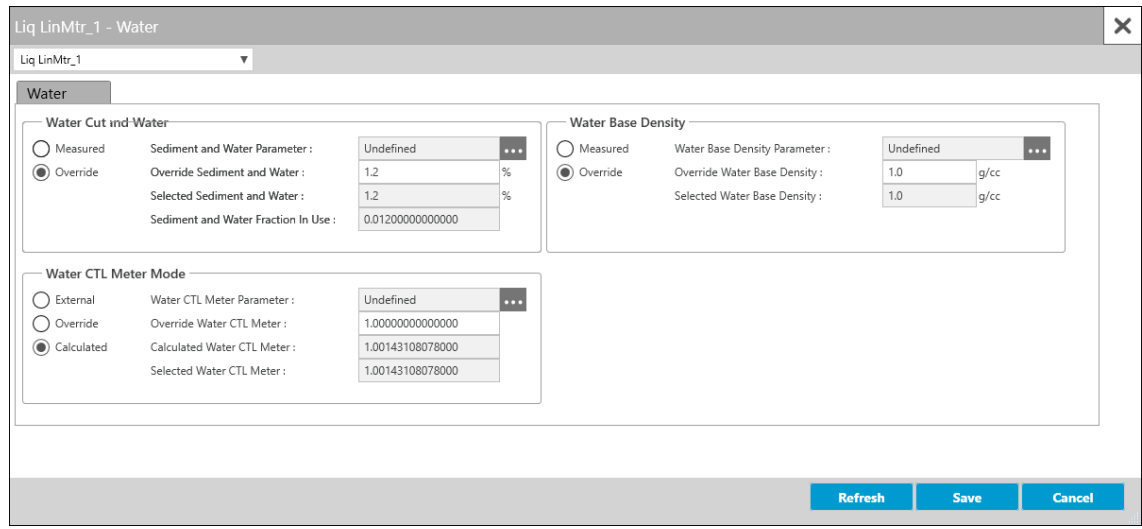 Liq LinMtr_1 - Water
Liq LinMtr_1
Water
Water Cut and Water
Measured Sediment and Water Parameter : Undefined ...
Override Override Sediment and Water : 1.2 %
Selected Sediment and Water : 1.2 %
Sediment and Water Fraction In Use : 0.01200000000000
Water Base Density
Measured Water Base Density Parameter : Undefined ...
Override Override Water Base Density : 1.0 g/cc
Selected Water Base Density : 1.0 g/cc
Water CTL Meter Mode
External Water CTL Meter Parameter : Undefined ...
Override Override Water CTL Meter : 1.00000000000000
Calculated Calculated Water CTL Meter : 1.00143108078000
Selected Water CTL Meter : 1.00143108078000
Refresh Save Cancel